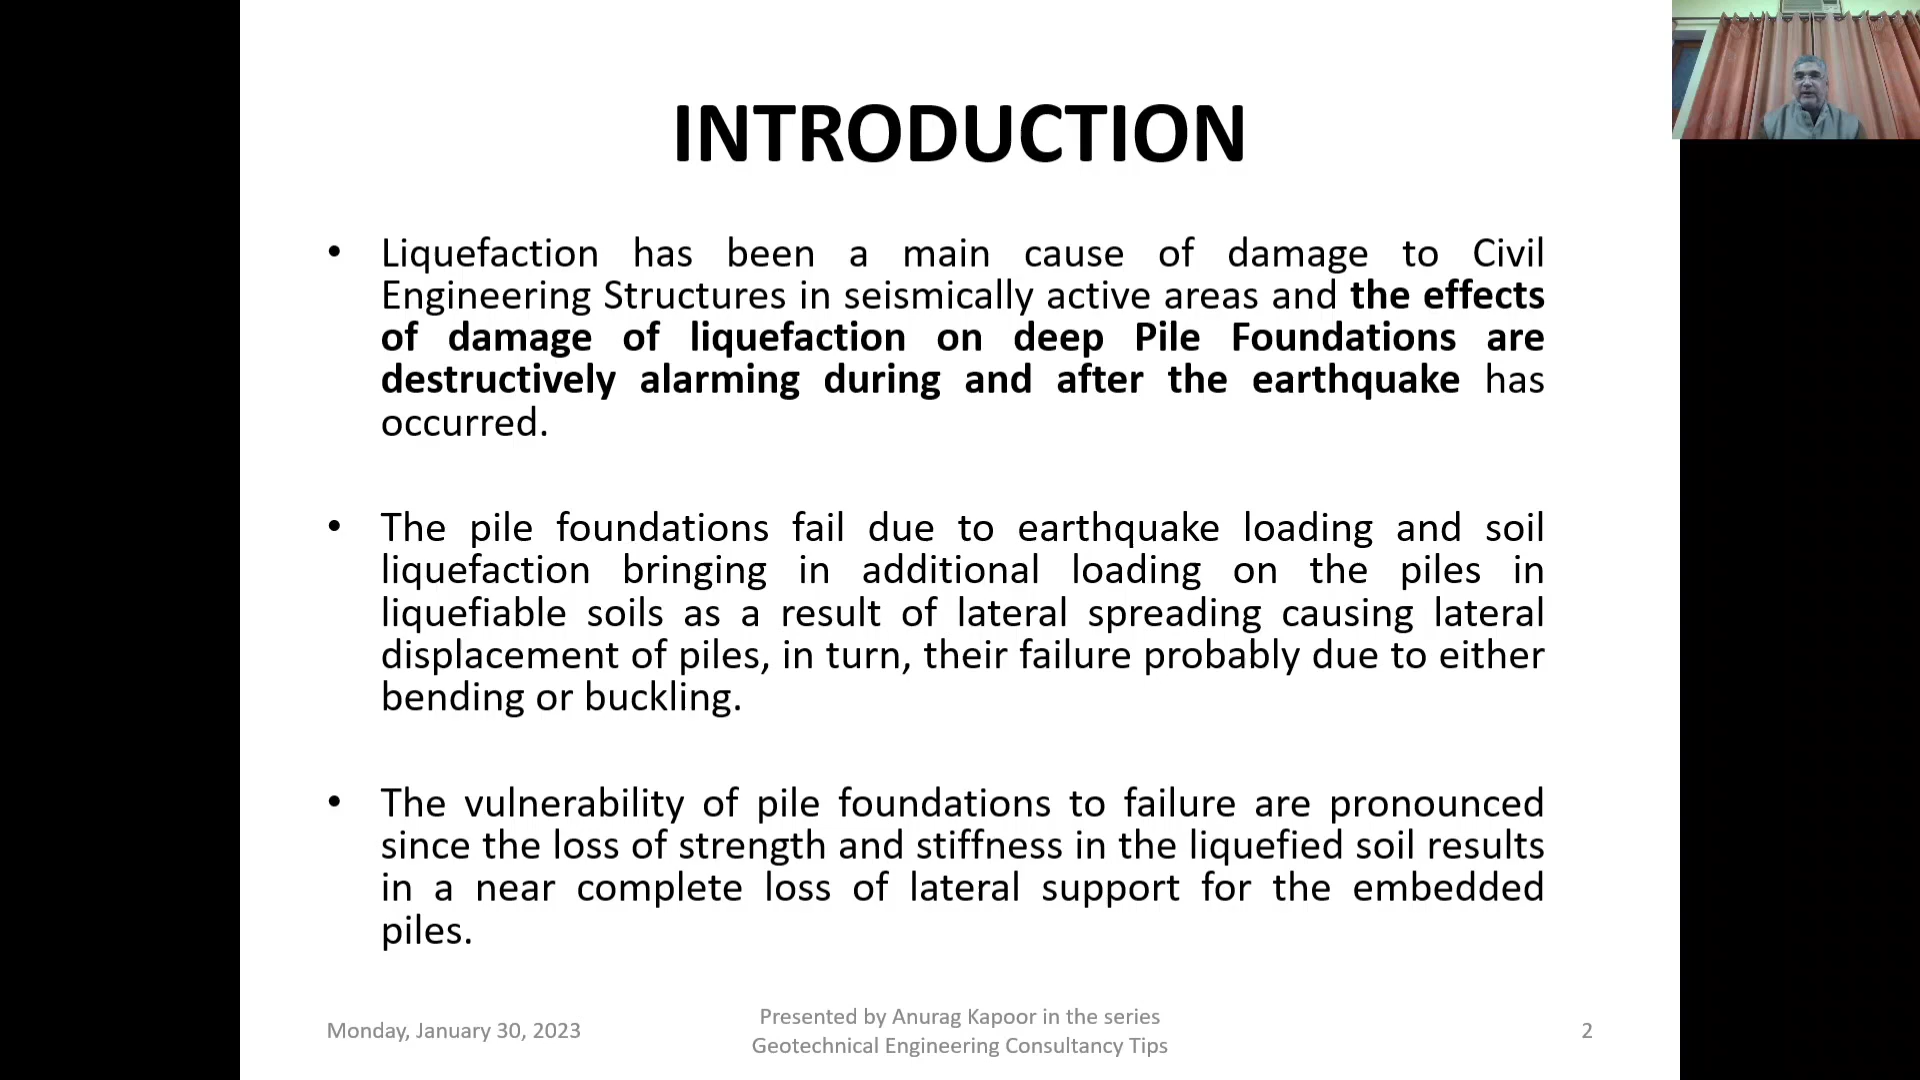 INTRODUCTION
• Liquefaction has been a main cause of damage to Civil
Engineering Structures in seismically active areas and the effects
of damage of liquefaction on deep Pile Foundations are
destructively alarming during and after the earthquake has
occurred.
• The pile foundations fail due to earthquake loading and soil
liquefaction bringing in additional loading on the piles in
liquefiable soils as a result of lateral spreading causing lateral
displacement of piles, in turn, their failure probably due to either
bending or buckling.
• The vulnerability of pile foundations to failure are pronounced
since the loss of strength and stiffness in the liquefied soil results
in a near complete loss of lateral support for the embedded
piles.
Monday, January 30, 2023
Presented by Anurag Kapoor in the series
Geotechnical Engineering Consultancy Tips
2